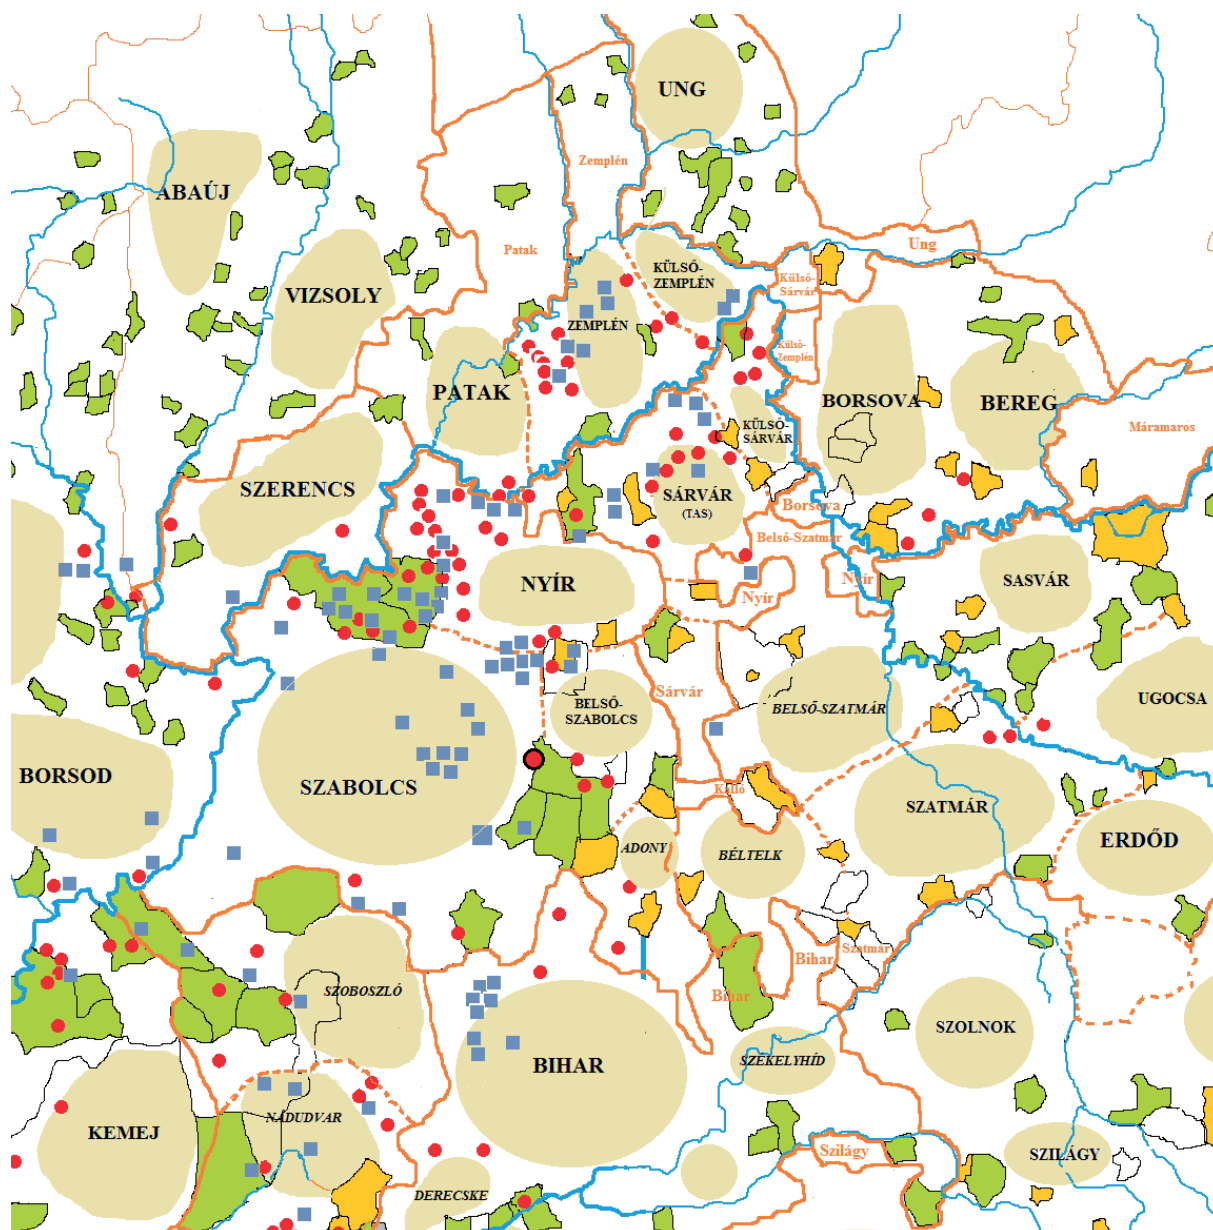 UNG
Zemplén
ABAÚJ
Patak
Ung
KÜLSŐ-
ZEMPLÉN
Külső-
Sárvár
VIZSOLY
ZEMPLÉN
Külső-
Zemplén
PATAK
BORSOVA
BEREG
KÜLSŐ-
SÁRVÁR
Máramaros
SZERENCS
SÁRVÁR
(TAS)
Borsova
Belső-Szatmár
NYÍR
Nyír
Nyír
SASVÁR
Sárvár
BELSŐ-
SZABOLCS
BELSŐ-SZATMÁR
UGOCSA
BORSOD
SZABOLCS
Kálló
SZATMÁR
ERDŐD
ADONY
BÉLTELK
Szatmár
Bihar
SZOBOSZLÓ
Bihar
SZOLNOK
BIHAR
SZÉKELYHÍD
NÁDUDVAR
KEMEJ
Szilágy
SZILÁGY
DERECSKE